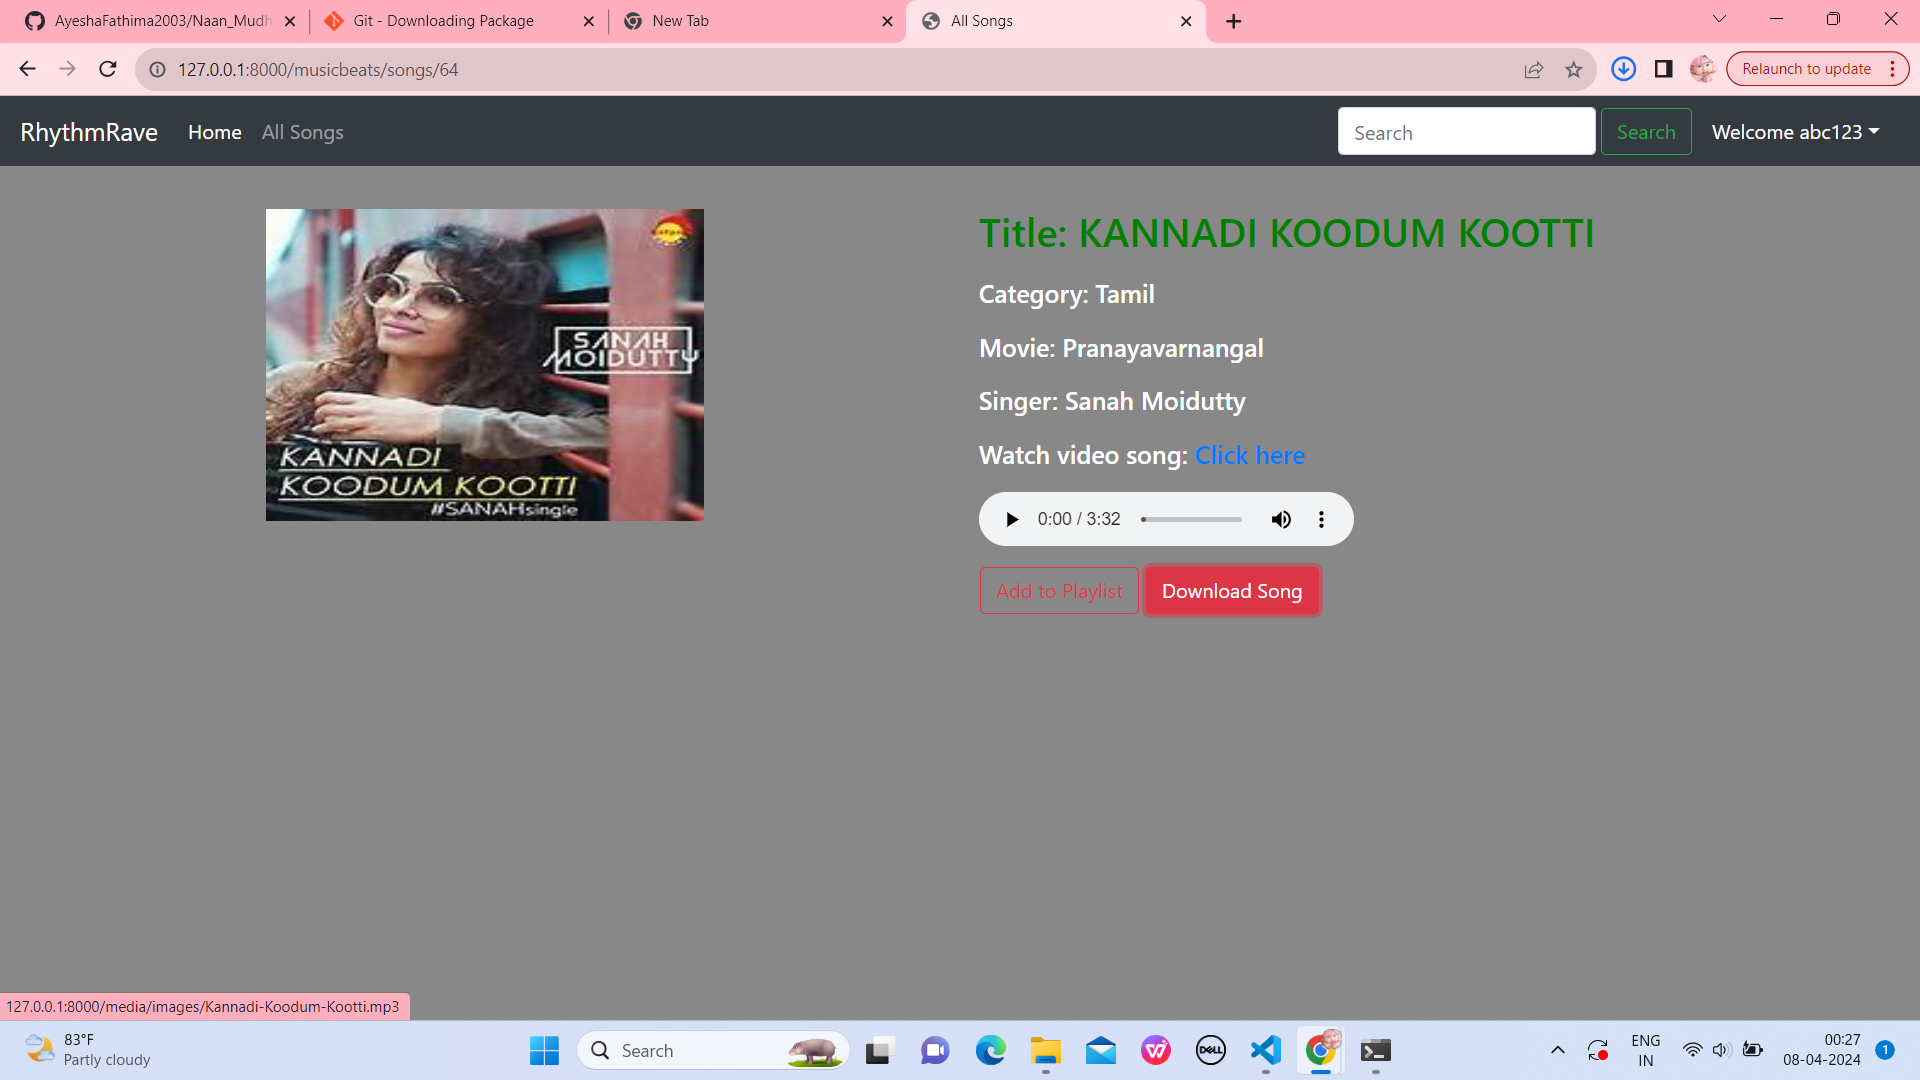 AyeshaFathima2003/Naan_Mudh
Git - Downloading Package
New Tab
All Songs
127.0.0.1:8000/musicbeats/songs/64
Relaunch to update
RhythmRave
Home
All Songs
Search
Search
Welcome abc123
SANAH
MOIDUTTY
KANNADI
KOODUM KOOTTI
#SANAHsingle
Title: KANNADI KOODUM KOOTTI
Category: Tamil
Movie: Pranayavarnangal
Singer: Sanah Moidutty
Watch video song: Click here
0:00 / 3:32
Add to Playlist
Download Song
127.0.0.1:8000/media/images/Kannadi-Koodum-Kootti.mp3
83°F
Partly cloudy
Search
DELL
ENG
IN
00:27
08-04-2024
1